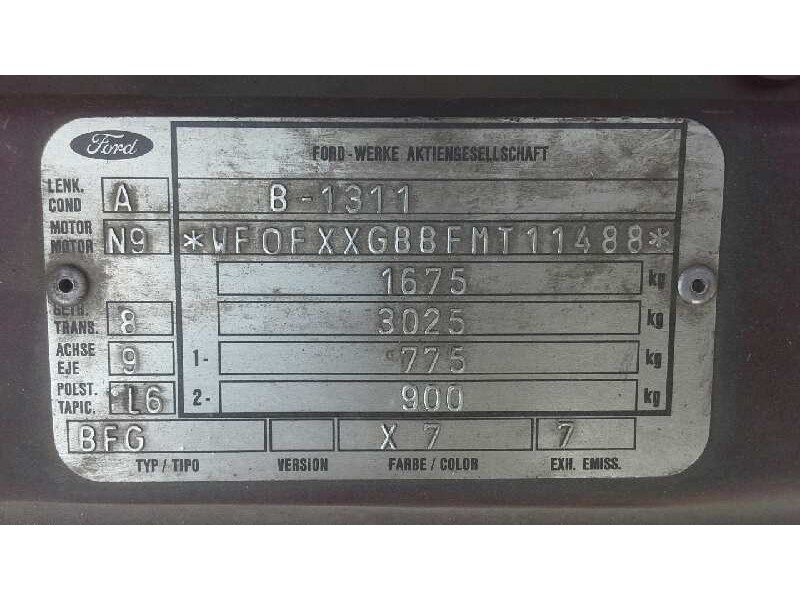 Ford
FORD-WERKE AKTIENGESELLSCHAFT
LENK. COND A B-1311
MOTOR MOTOR N9 *WF0FXXGBBFMT11488*
1675 kg
GETR. TRANS. 8 3025 kg
ACHSE EJE 9 1- 775 kg
POLST. TAPIC. L6 2- 900 kg
BFG X 7 7
TYP / TIPO VERSION FARBE / COLOR EXH. EMISS.